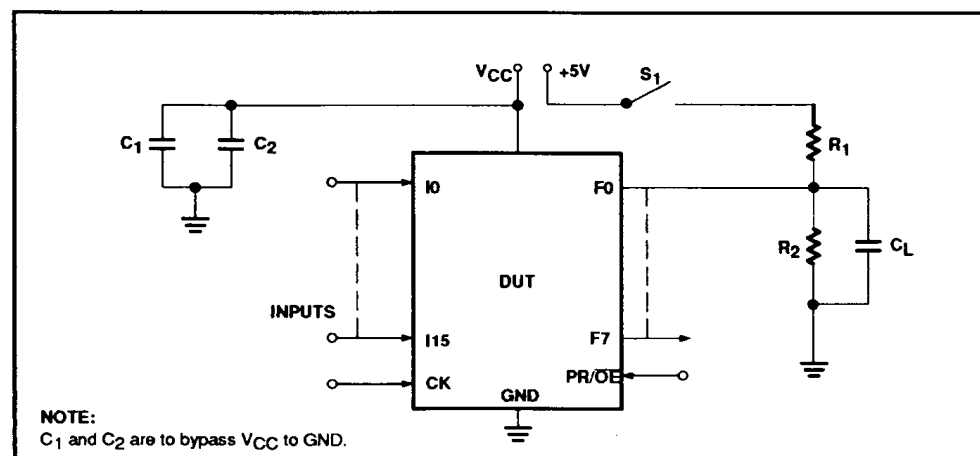 VCC
+5V
S1
C1
C2
R1
I0
F0
R2
CL
DUT
INPUTS
I15
F7
CK
PR/OE
GND
NOTE:
C1 and C2 are to bypass VCC to GND.